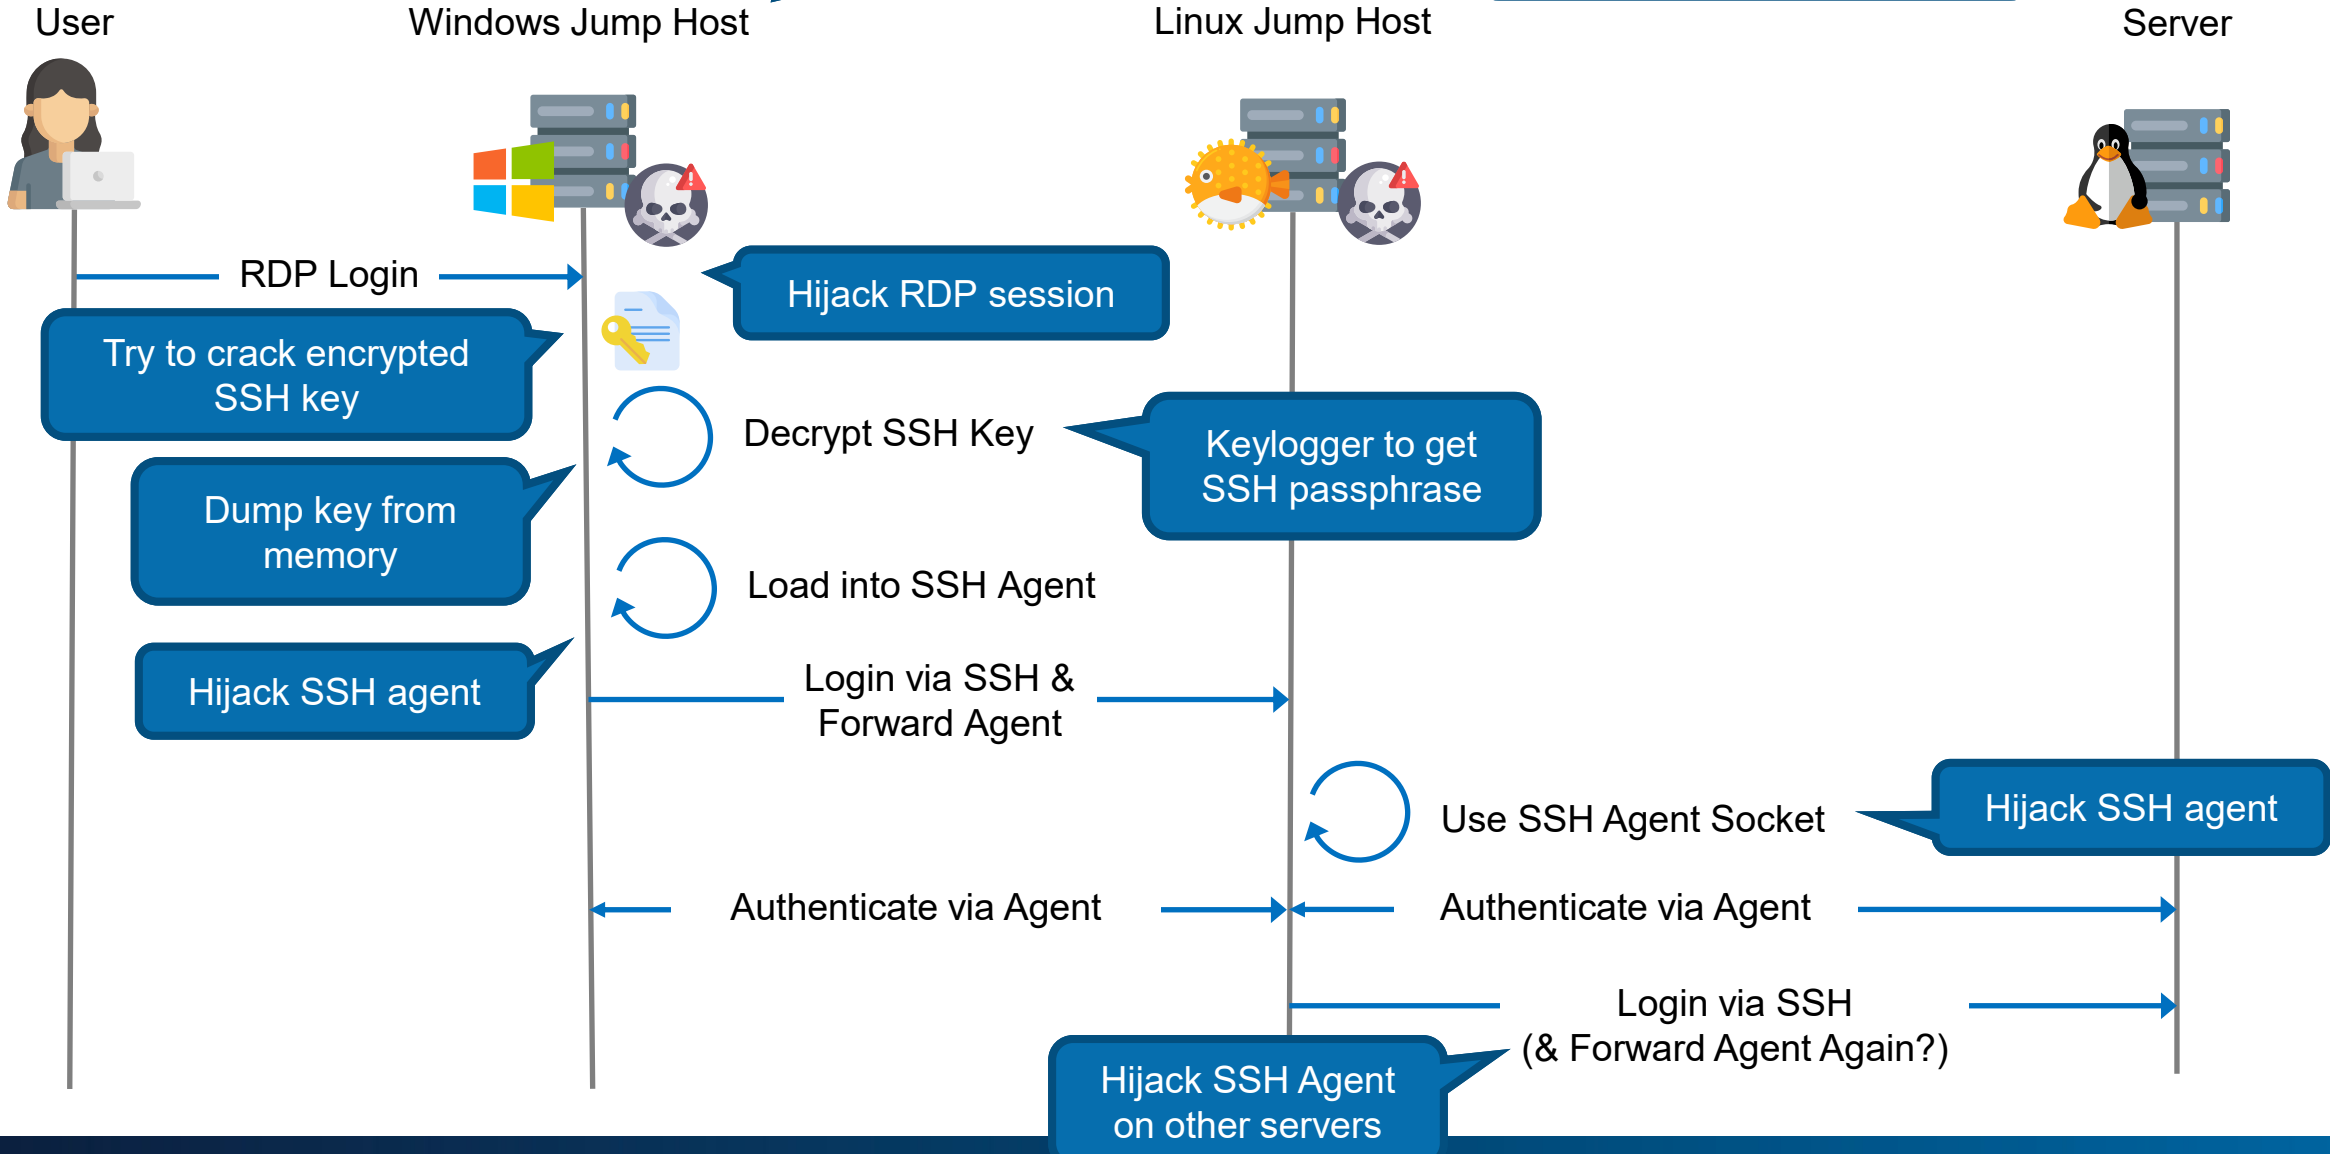 User
Windows Jump Host
Linux Jump Host
Server
RDP Login
Hijack RDP session
Try to crack encrypted
SSH key
Decrypt SSH Key
Keylogger to get
SSH passphrase
Dump key from
memory
Load into SSH Agent
Hijack SSH agent
Login via SSH &
Forward Agent
Use SSH Agent Socket
Hijack SSH agent
Authenticate via Agent
Authenticate via Agent
Login via SSH
(& Forward Agent Again?)
Hijack SSH Agent
on other servers